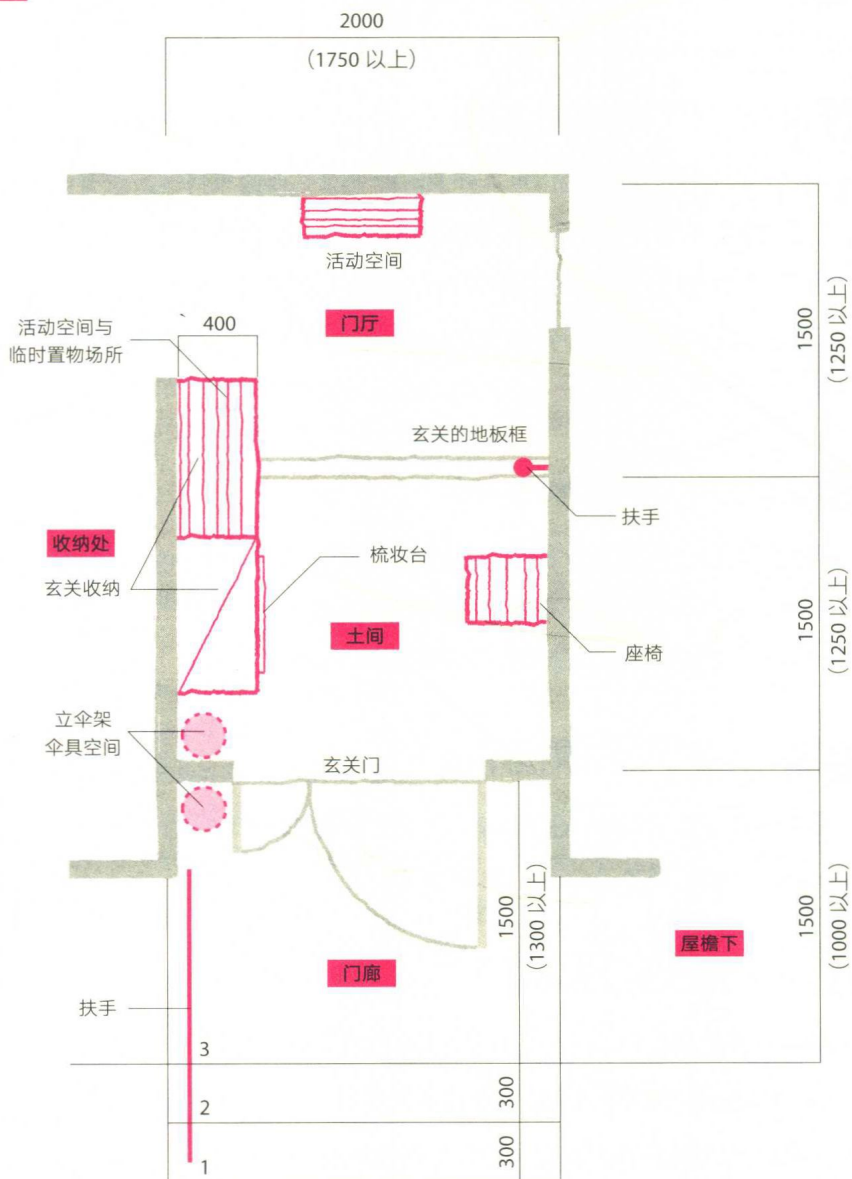 2000
(1750 以上)
活动空间
门厅
活动空间与
临时置物场所
400
1500
(1250 以上)
玄关的地板框
扶手
收纳处
玄关收纳
梳妆台
土间
座椅
1500
(1250 以上)
立伞架
伞具空间
玄关门
1500
(1300 以上)
1500
(1000 以上)
屋檐下
门廊
扶手
3
2
1
300
300